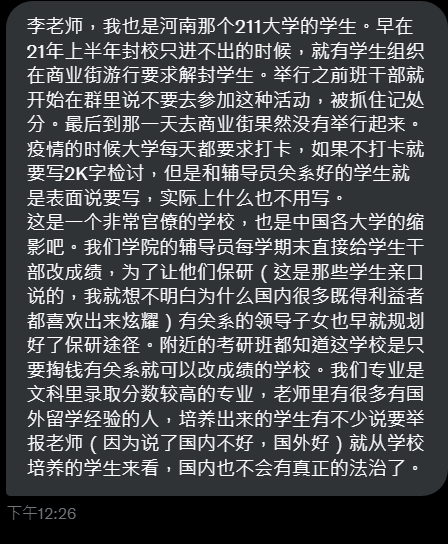 李老师，我也是河南那个211大学的学生。早在
21年上半年封校只进不出的时候，就有学生组织
在商业街游行要求解封学生。举行之前班干部就
开始在群里说不要去参加这种活动，被抓住记处
分。最后到那一天去商业街果然没有举行起来。
疫情的时候大学每天都要求打卡，如果不打卡就
要写2K字检讨，但是和辅导员关系好的学生就
是表面说要写，实际上什么也不用写。
这是一个非常官僚的学校，也是中国各大学的缩
影吧。我们学院的辅导员每学期末直接给学生干
部改成绩，为了让他们保研（这是那些学生亲口
说的，我就想不明白为什么国内很多既得利益者
都喜欢出来炫耀）有关系的领导子女也早就规划
好了保研途径。附近的考研班都知道这学校是只
要掏钱有关系就可以改成绩的学校。我们专业是
文科里录取分数较高的专业，老师里有很多有国
外留学经验的人，培养出来的学生有不少说要举
报老师（因为说了国内不好，国外好）就从学校
培养的学生来看，国内也不会有真正的法治了。
下午12:26